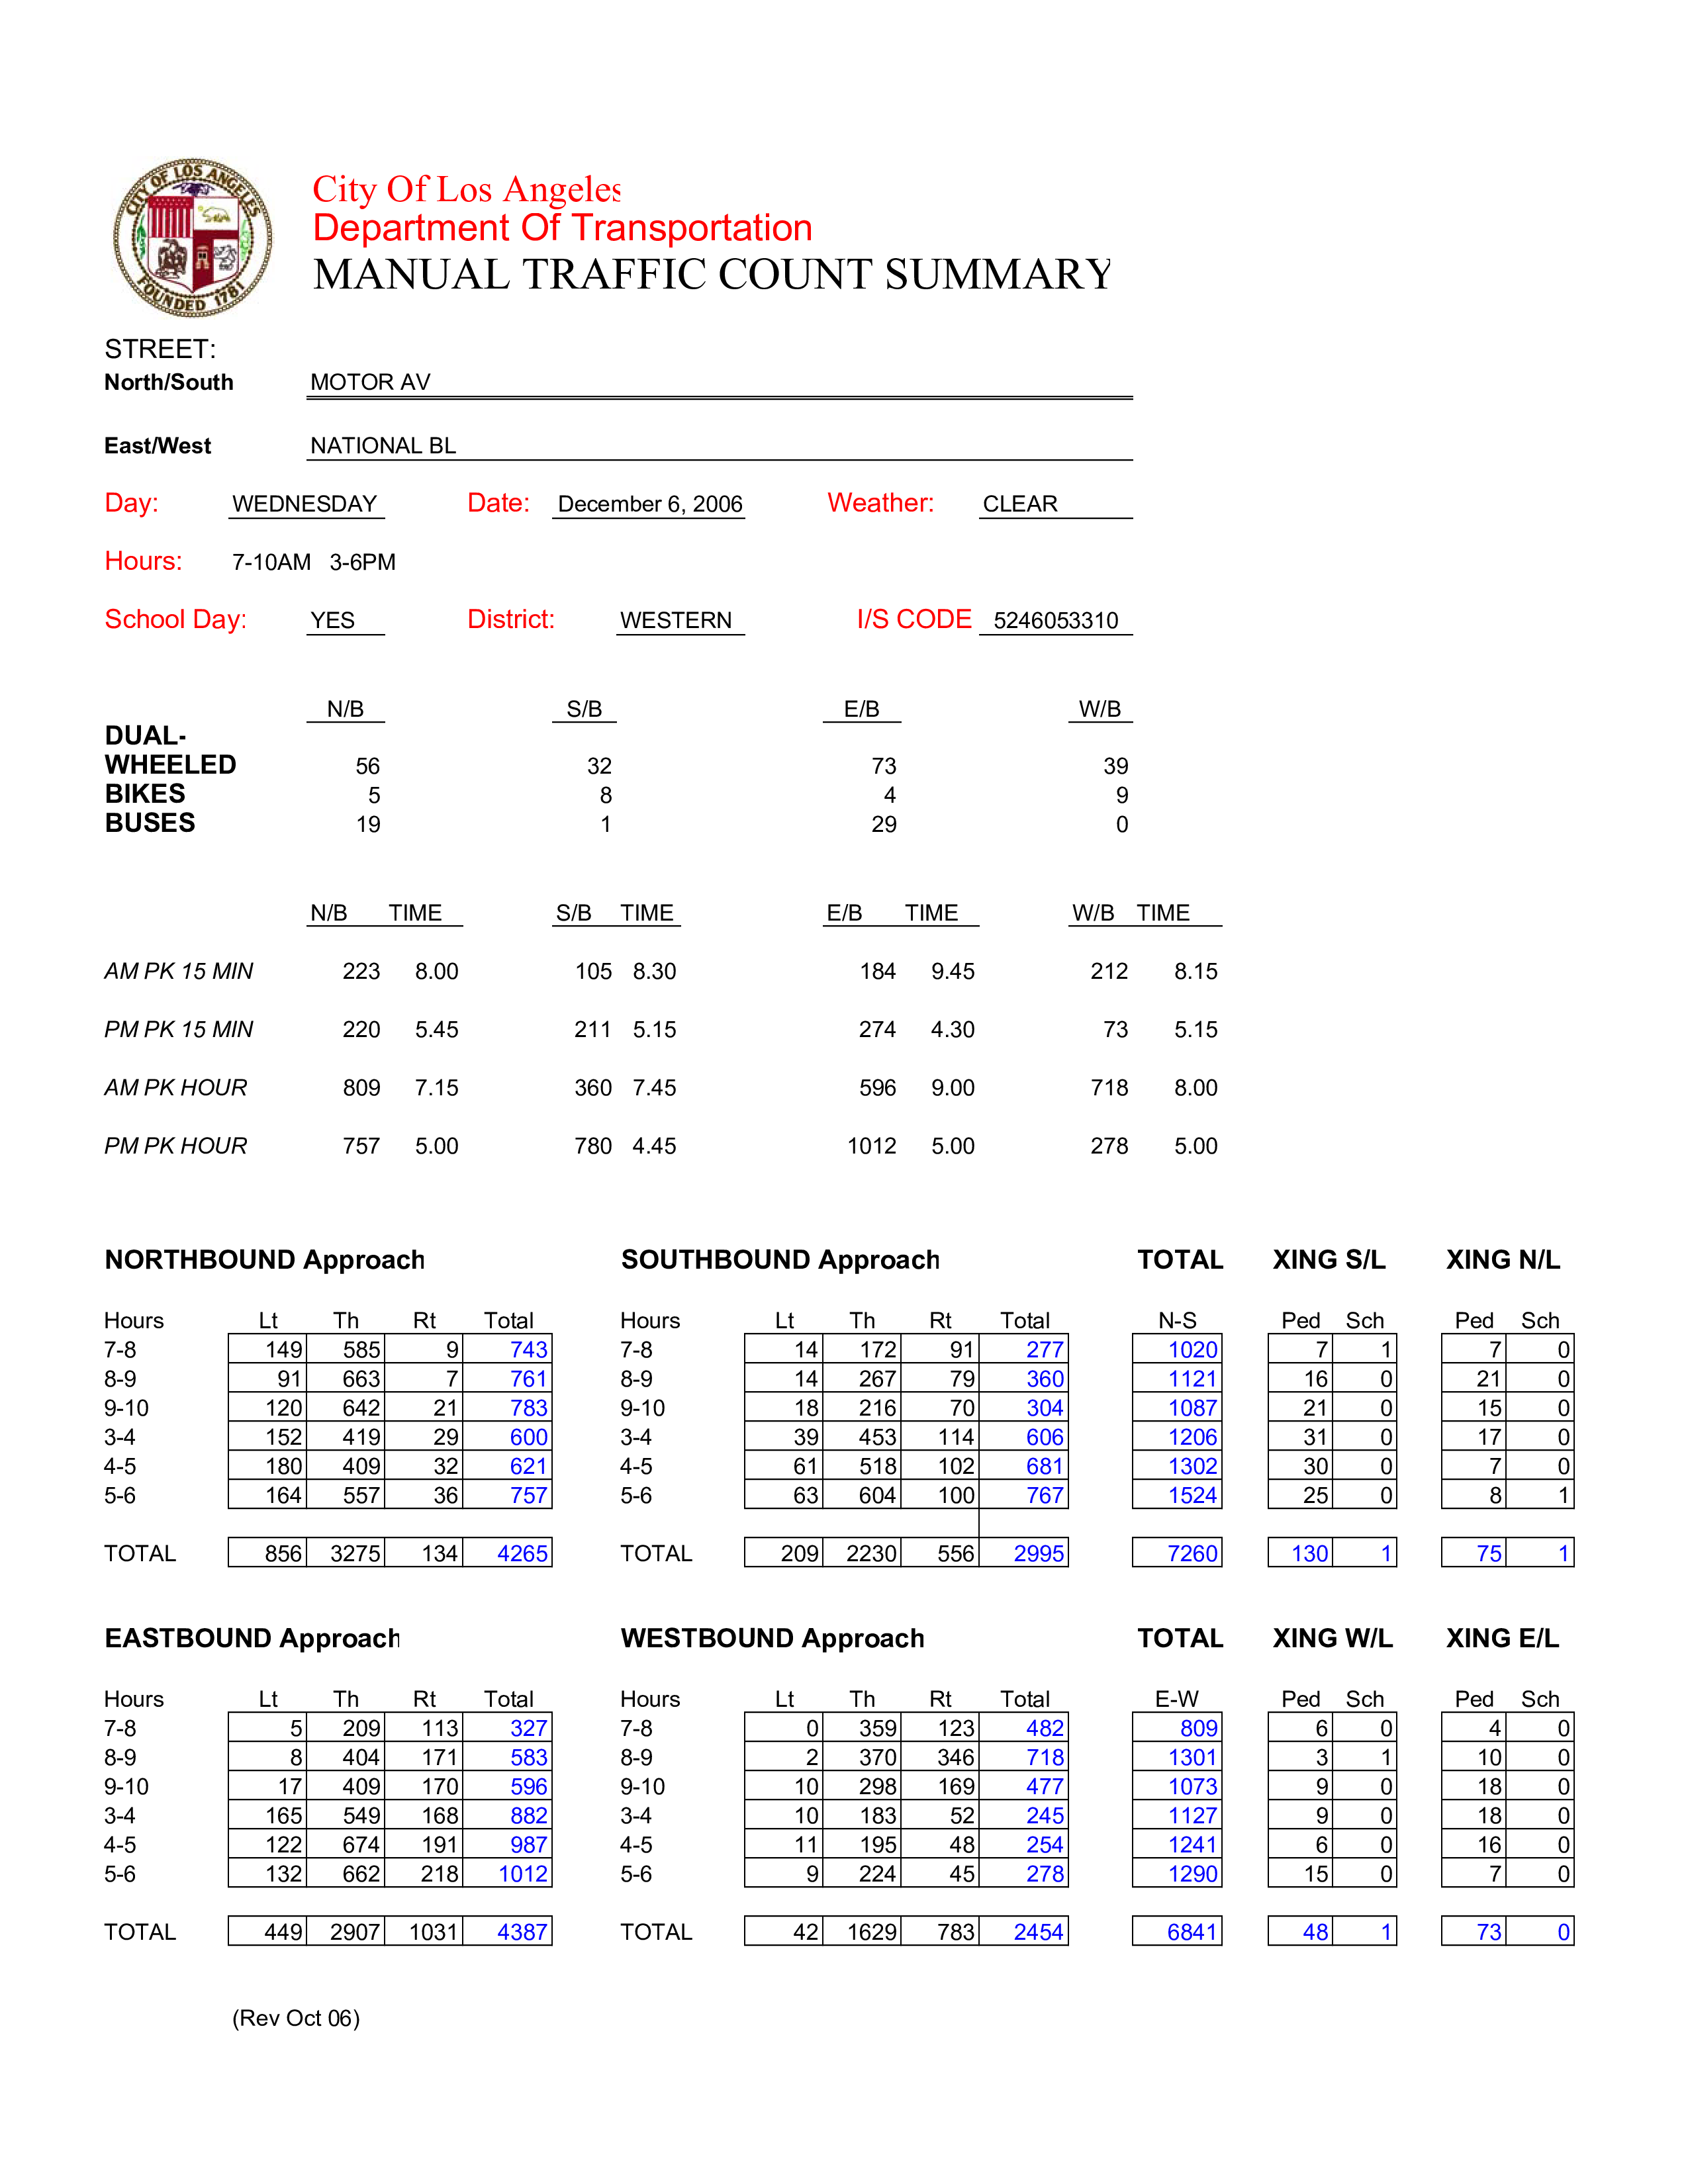 CITY OF LOS ANGELES
FOUNDED 1781
City Of Los Angeles
Department Of Transportation
MANUAL TRAFFIC COUNT SUMMARY
STREET:
North/South MOTOR AV
East/West NATIONAL BL
Day: WEDNESDAY Date: December 6, 2006 Weather: CLEAR
Hours: 7-10AM 3-6PM
School Day: YES District: WESTERN I/S CODE 5246053310
N/B S/B E/B W/B
DUAL-
WHEELED 56 32 73 39
BIKES 5 8 4 9
BUSES 19 1 29 0
N/B TIME S/B TIME E/B TIME W/B TIME
AM PK 15 MIN 223 8.00 105 8.30 184 9.45 212 8.15
PM PK 15 MIN 220 5.45 211 5.15 274 4.30 73 5.15
AM PK HOUR 809 7.15 360 7.45 596 9.00 718 8.00
PM PK HOUR 757 5.00 780 4.45 1012 5.00 278 5.00
NORTHBOUND Approach SOUTHBOUND Approach TOTAL XING S/L XING N/L
Hours Lt Th Rt Total Hours Lt Th Rt Total N-S Ped Sch Ped Sch
7-8 149 585 9 743 7-8 14 172 91 277 1020 7 1 7 0
8-9 91 663 7 761 8-9 14 267 79 360 1121 16 0 21 0
9-10 120 642 21 783 9-10 18 216 70 304 1087 21 0 15 0
3-4 152 419 29 600 3-4 39 453 114 606 1206 31 0 17 0
4-5 180 409 32 621 4-5 61 518 102 681 1302 30 0 7 0
5-6 164 557 36 757 5-6 63 604 100 767 1524 25 0 8 1
TOTAL 856 3275 134 4265 TOTAL 209 2230 556 2995 7260 130 1 75 1
EASTBOUND Approach WESTBOUND Approach TOTAL XING W/L XING E/L
Hours Lt Th Rt Total Hours Lt Th Rt Total E-W Ped Sch Ped Sch
7-8 5 209 113 327 7-8 0 359 123 482 809 6 0 4 0
8-9 8 404 171 583 8-9 2 370 346 718 1301 3 1 10 0
9-10 17 409 170 596 9-10 10 298 169 477 1073 9 0 18 0
3-4 165 549 168 882 3-4 10 183 52 245 1127 9 0 18 0
4-5 122 674 191 987 4-5 11 195 48 254 1241 6 0 16 0
5-6 132 662 218 1012 5-6 9 224 45 278 1290 15 0 7 0
TOTAL 449 2907 1031 4387 TOTAL 42 1629 783 2454 6841 48 1 73 0
(Rev Oct 06)